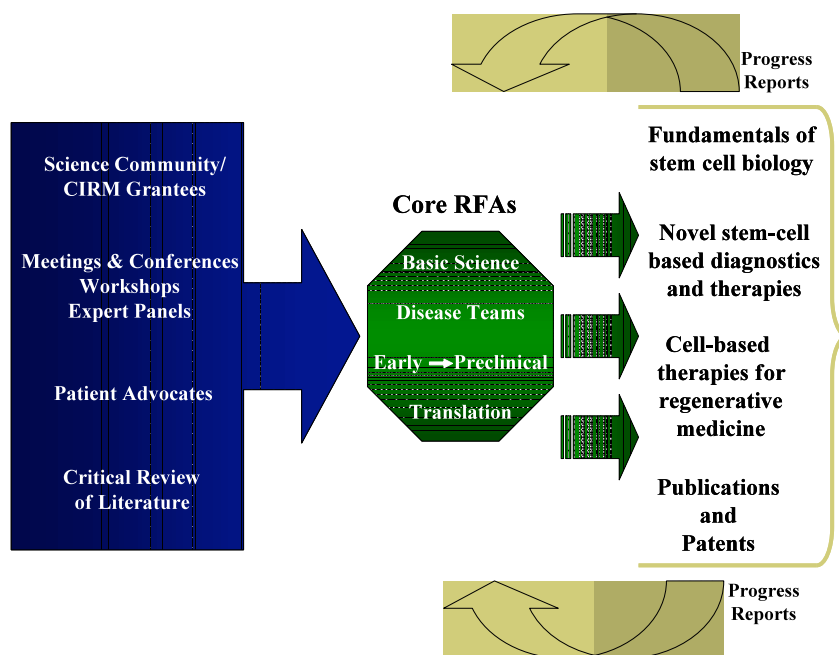 Progress
Reports
Science Community/
CIRM Grantees
Meetings & Conferences
Workshops
Expert Panels
Patient Advocates
Critical Review
of Literature
Core RFAs
Basic Science
Disease Teams
Early Preclinical
Translation
Fundamentals of
stem cell biology
Novel stem-cell
based diagnostics
and therapies
Cell-based
therapies for
regenerative
medicine
Publications
and
Patents
Progress
Reports